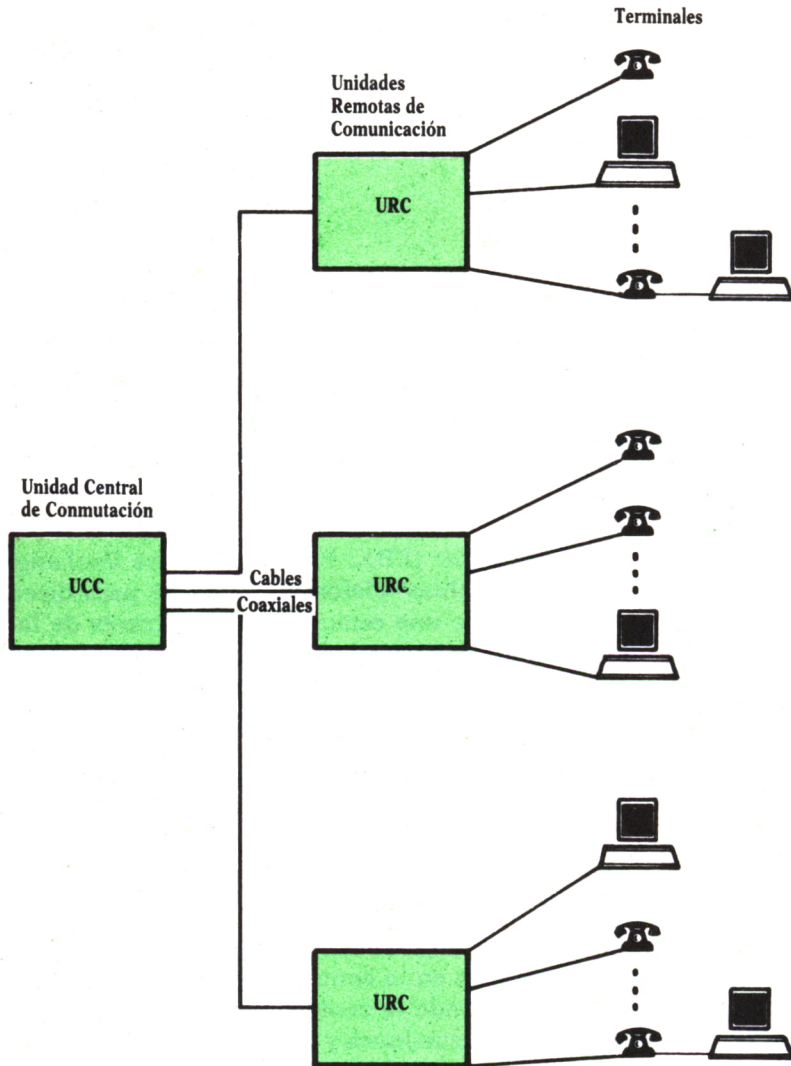 Terminales
Unidades
Remotas de
Comunicación
URC
Unidad Central
de Conmutación
UCC
Cables
Coaxiales
URC
URC